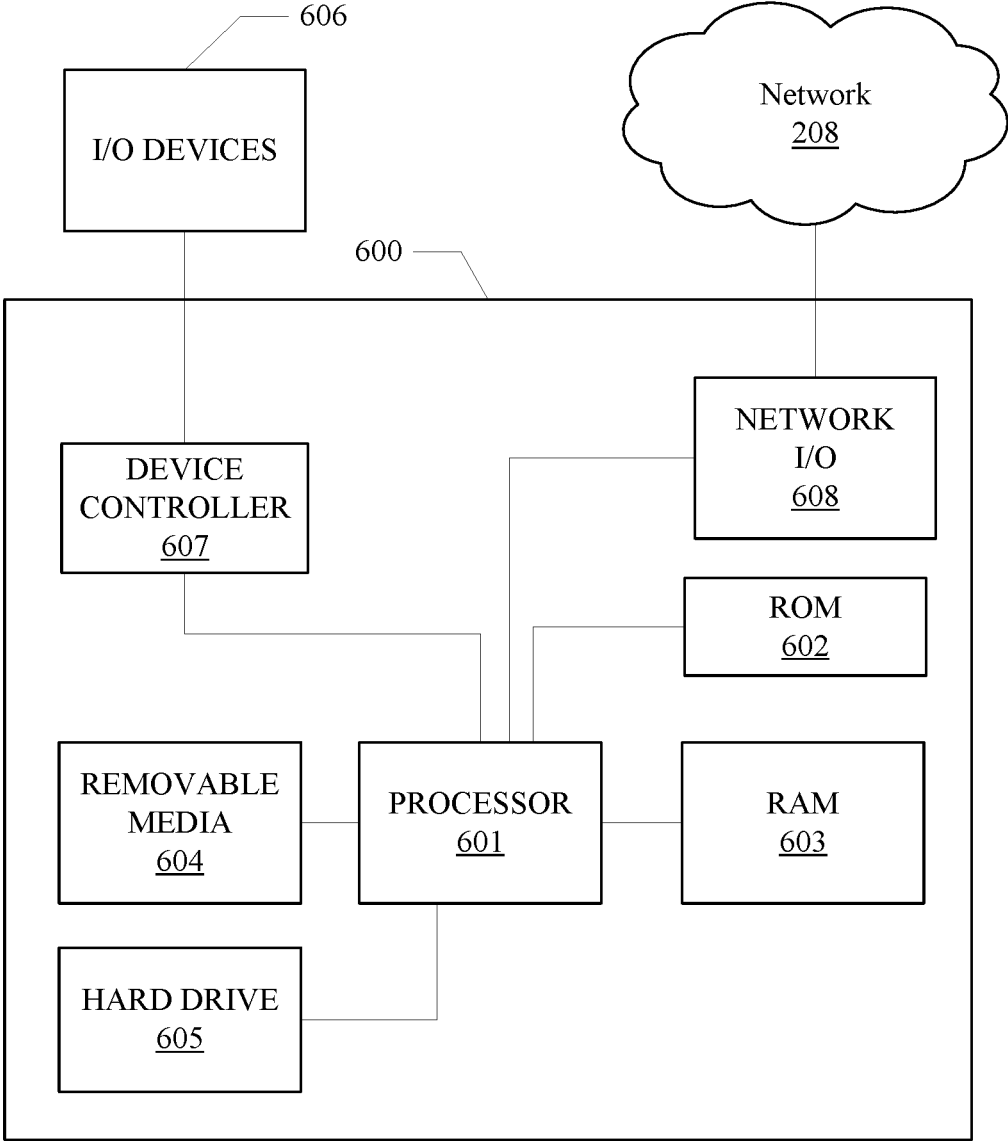 606
I/O DEVICES
Network
208
600
NETWORK
I/O
608
DEVICE
CONTROLLER
607
ROM
602
REMOVABLE
MEDIA
604
PROCESSOR
601
RAM
603
HARD DRIVE
605